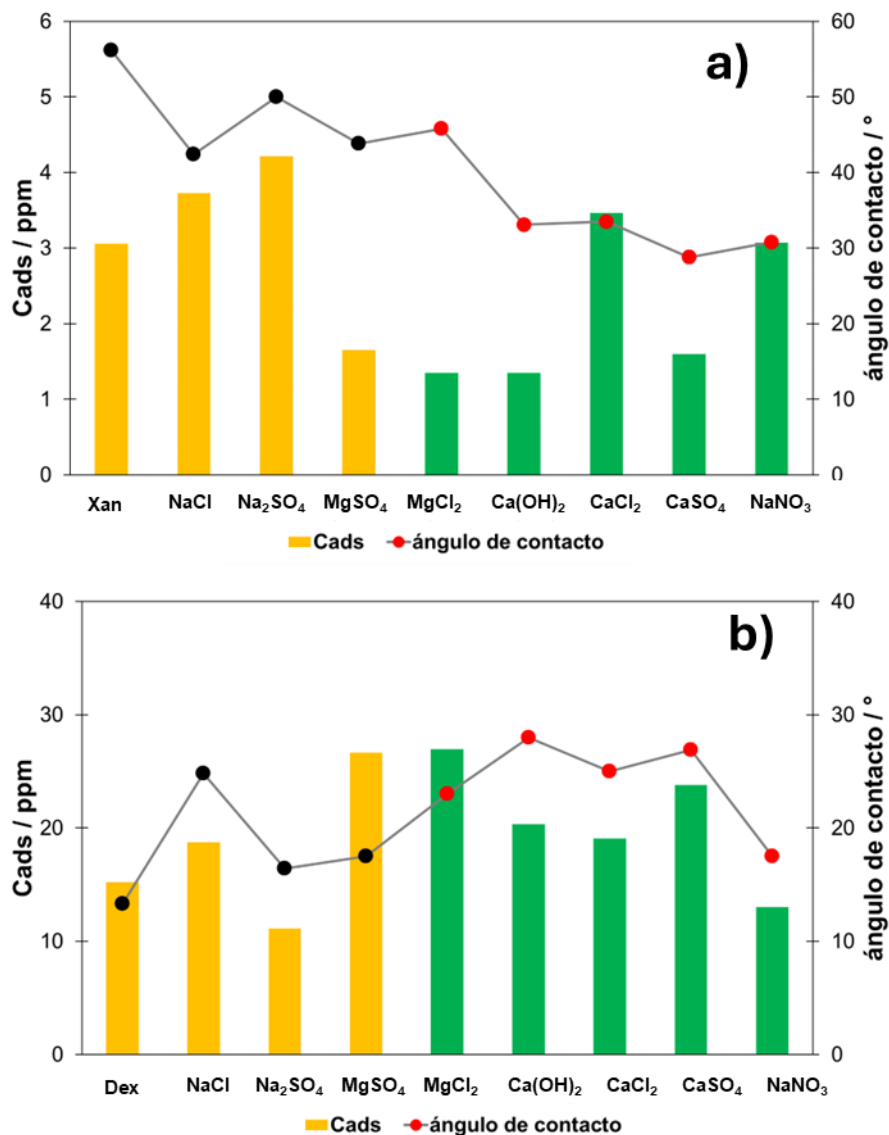 a)
Cads / ppm
6
5
4
3
2
1
0
60
50
40
30
20
10
0
ángulo de contacto / °
Xan NaCl Na₂SO₄ MgSO₄ MgCl₂ Ca(OH)₂ CaCl₂ CaSO₄ NaNO₃
Cads ángulo de contacto
b)
Cads / ppm
40
30
20
10
0
40
30
20
10
0
ángulo de contacto / °
Dex NaCl Na₂SO₄ MgSO₄ MgCl₂ Ca(OH)₂ CaCl₂ CaSO₄ NaNO₃
Cads ángulo de contacto